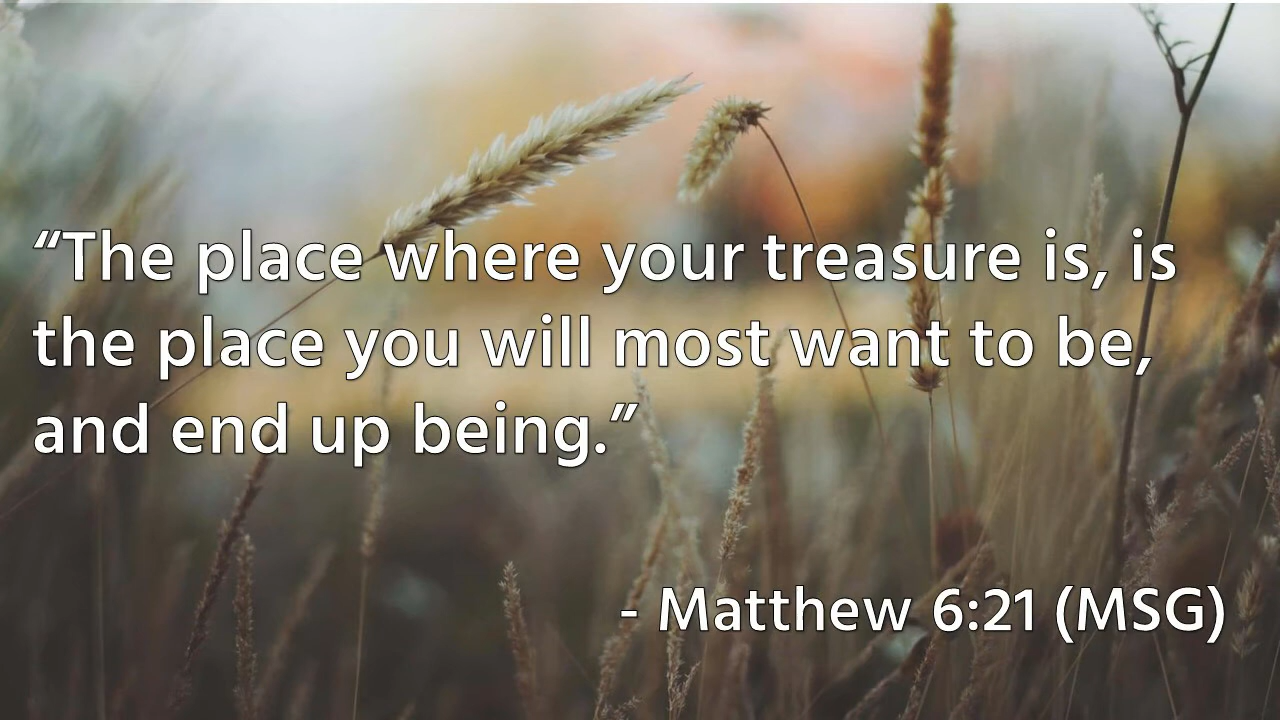 “The place where your treasure is, is
the place you will most want to be,
and end up being.”
- Matthew 6:21 (MSG)